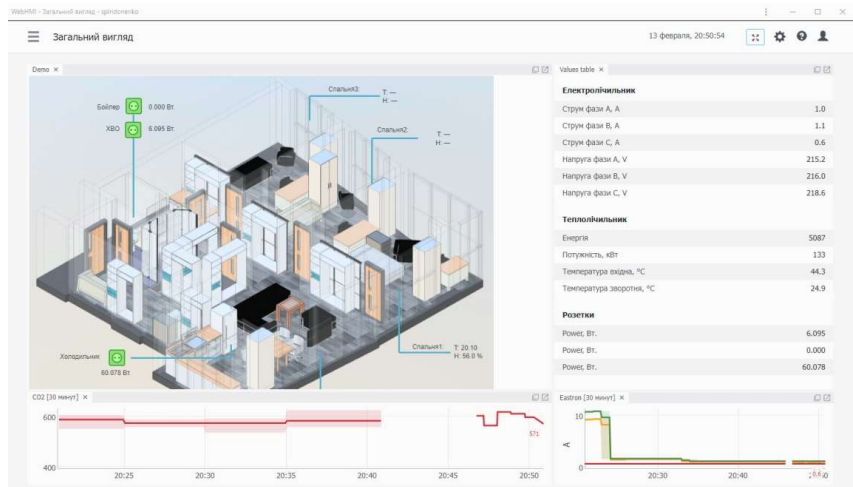 WebHMI - Загальний вигляд - spiridonenko
Загальний вигляд
13 февраля, 20:50:54
Demo ×
Бойлер 0.000 Вт
ХВО 6.095 Вт
Спальня3: T: —
H: —
Спальня2: T: —
H: —
Спальня1: T: 20.10
H: 56.0 %
Холодильник
60.078 Вт
Values table ×
Електролічильник
Струм фази А, А 1.0
Струм фази В, А 1.1
Струм фази С, А 0.6
Напруга фази А, V 215.2
Напруга фази В, V 216.0
Напруга фази С, V 218.6
Теплолічильник
Енергія 5087
Потужність, кВт 133
Температура вхідна, °C 44.3
Температура зворотня, °C 24.9
Розетки
Power, Вт. 6.095
Power, Вт. 0.000
Power, Вт. 60.078
CO2 [30 минут] ×
600
571
400
20:25 20:30 20:35 20:40 20:45 20:50
Eastron [30 минут] ×
10
A
0
20:30 20:40